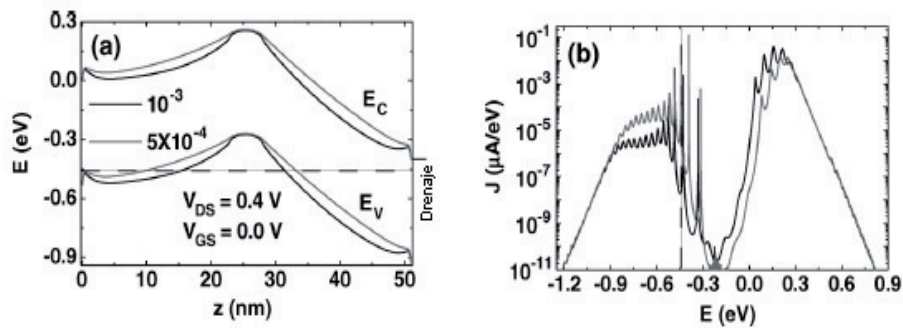 (a)
E_C
10^-3
5X10^-4
E_V
V_DS = 0.4 V
V_GS = 0.0 V
E (eV)
0.3
0.0
-0.3
-0.6
-0.9
0 10 20 30 40 50
z (nm)
Drenaje
(b)
J (µA/eV)
10^-1
10^-3
10^-5
10^-7
10^-9
10^-11
-1.2 -0.9 -0.6 -0.3 0.0 0.3 0.6 0.9
E (eV)